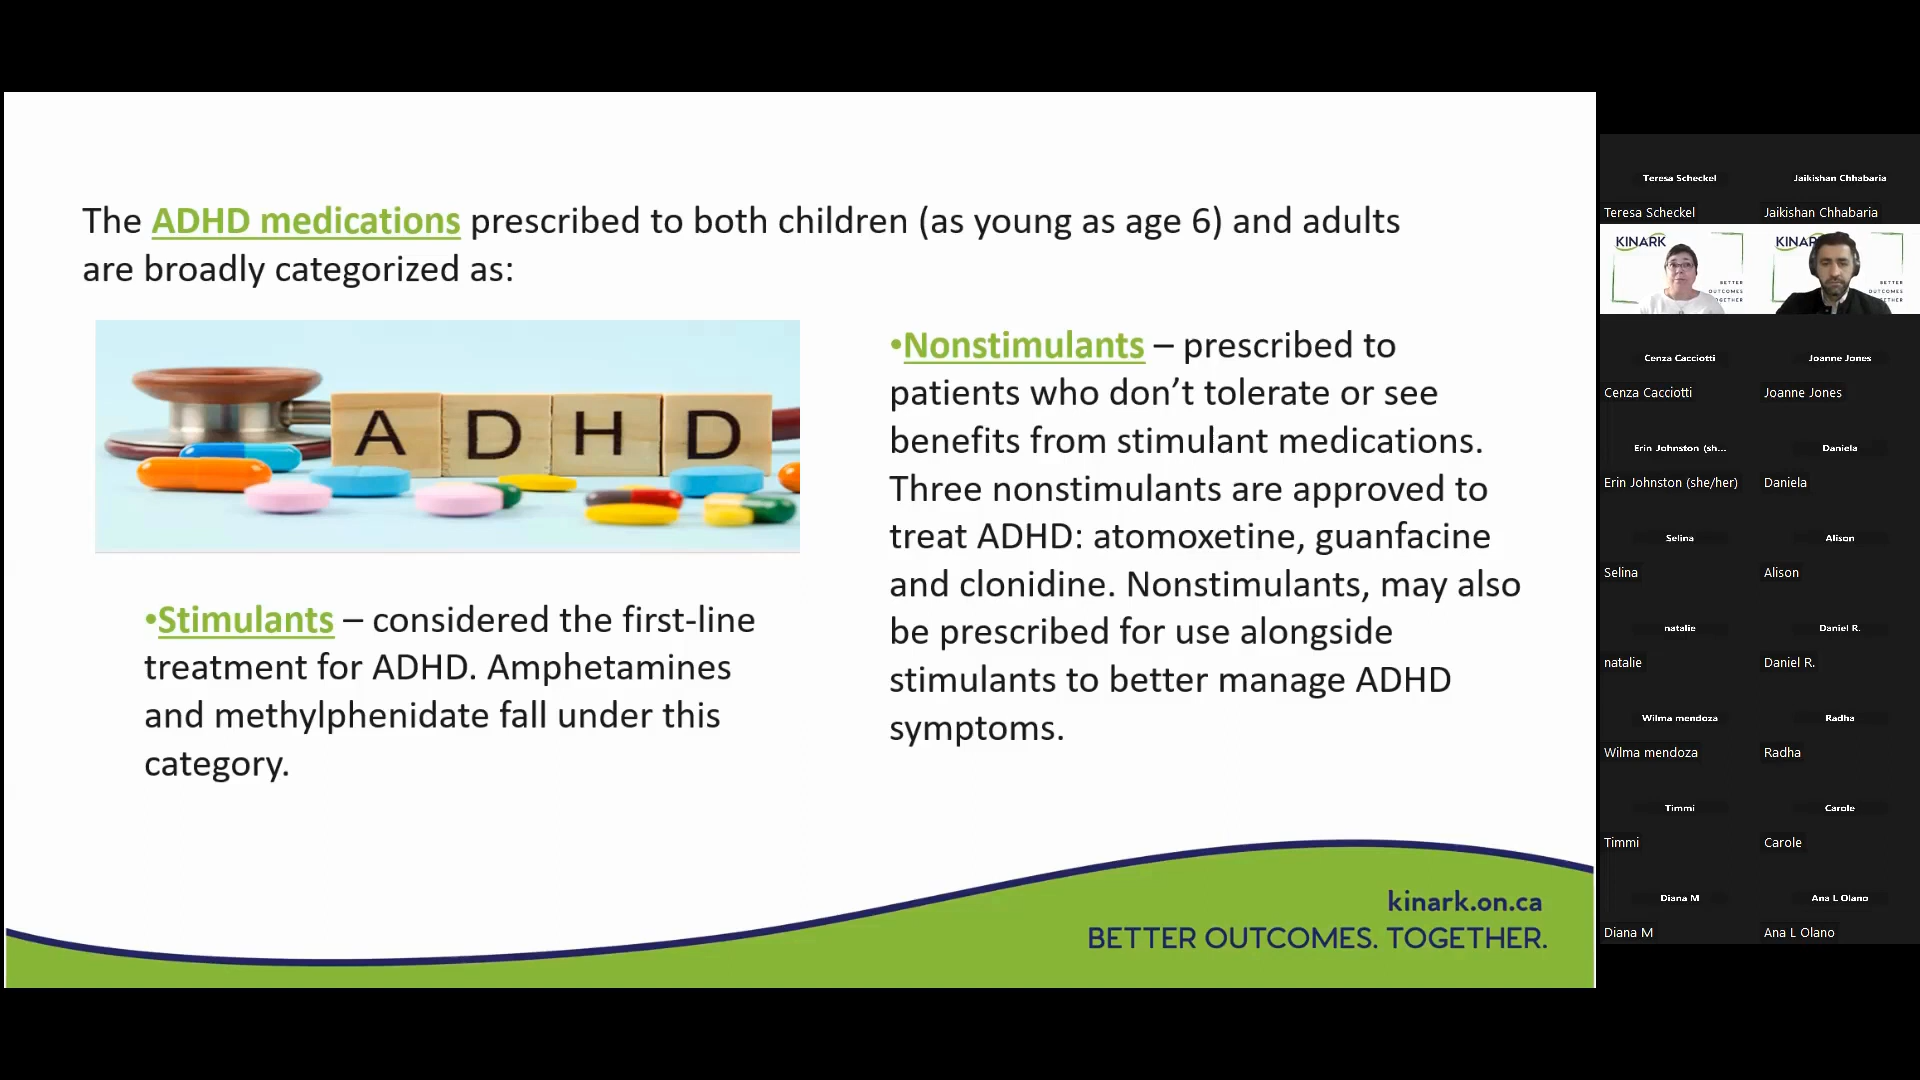 The ADHD medications prescribed to both children (as young as age 6) and adults
are broadly categorized as:
A D H D
•Stimulants – considered the first-line
treatment for ADHD. Amphetamines
and methylphenidate fall under this
category.
•Nonstimulants – prescribed to
patients who don’t tolerate or see
benefits from stimulant medications.
Three nonstimulants are approved to
treat ADHD: atomoxetine, guanfacine
and clonidine. Nonstimulants, may also
be prescribed for use alongside
stimulants to better manage ADHD
symptoms.
kinark.on.ca
BETTER OUTCOMES. TOGETHER.
Teresa Scheckel
Jaikishan Chhabaria
Teresa Scheckel
Jaikishan Chhabaria
KINARK
BETTER
OUTCOMES
BETTER
OUTCOMES
Cenza Cacciotti
Joanne Jones
Cenza Cacciotti
Joanne Jones
Erin Johnston (sh...
Daniela
Erin Johnston (she/her)
Daniela
Selina
Alison
Selina
Alison
natalie
Daniel R.
natalie
Daniel R.
Wilma mendoza
Radha
Wilma mendoza
Radha
Timmi
Carole
Timmi
Carole
Diana M
Ana L Olano
Diana M
Ana L Olano